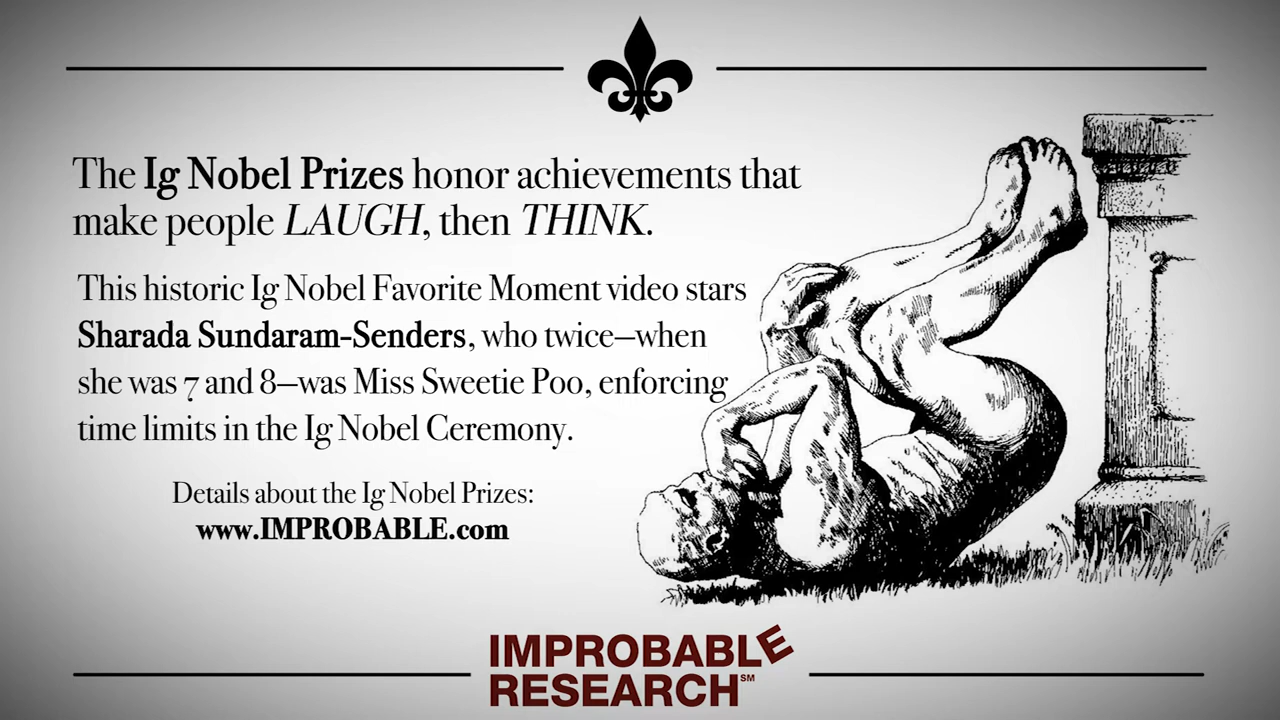 The Ig Nobel Prizes honor achievements that
make people LAUGH, then THINK.
This historic Ig Nobel Favorite Moment video stars
Sharada Sundaram-Senders, who twice—when
she was 7 and 8—was Miss Sweetie Poo, enforcing
time limits in the Ig Nobel Ceremony.
Details about the Ig Nobel Prizes:
www.IMPROBABLE.com
IMPROBABLE
RESEARCH℠